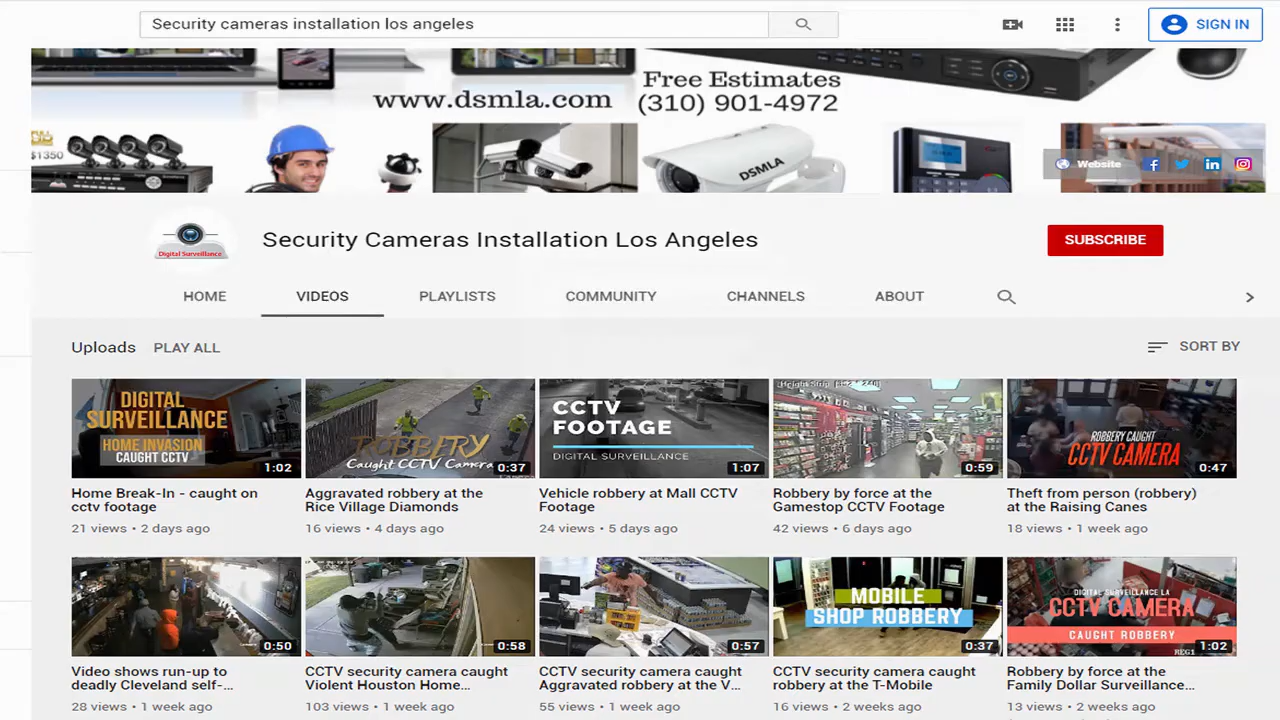 Security cameras installation los angeles
SIGN IN
Free Estimates
www.dsmla.com (310) 901-4972
FULL
$1350
DSMLA
Website
Digital Surveillance
Security Cameras Installation Los Angeles
SUBSCRIBE
HOME VIDEOS PLAYLISTS COMMUNITY CHANNELS ABOUT
Uploads PLAY ALL
SORT BY
DIGITAL
SURVEILLANCE
HOME INVASION
CAUGHT CCTV
1:02
ROBBERY
Caught CCTV Camera
0:37
CCTV
FOOTAGE
DIGITAL SURVEILLANCE
1:07
0:59
ROBBERY CAUGHT
CCTV CAMERA
0:47
Home Break-In - caught on
cctv footage
21 views • 2 days ago
Aggravated robbery at the
Rice Village Diamonds
16 views • 4 days ago
Vehicle robbery at Mall CCTV
Footage
24 views • 5 days ago
Robbery by force at the
Gamestop CCTV Footage
42 views • 6 days ago
Theft from person (robbery)
at the Raising Canes
18 views • 1 week ago
0:50
0:58
0:57
MOBILE
SHOP ROBBERY
0:37
DIGITAL SURVEILLANCE LA
CCTV CAMERA
CAUGHT ROBBERY
REG1
1:02
Video shows run-up to
deadly Cleveland self-...
28 views • 1 week ago
CCTV security camera caught
Violent Houston Home...
103 views • 1 week ago
CCTV security camera caught
Aggravated robbery at the V...
55 views • 1 week ago
CCTV security camera caught
robbery at the T-Mobile
16 views • 2 weeks ago
Robbery by force at the
Family Dollar Surveillance...
13 views • 2 weeks ago